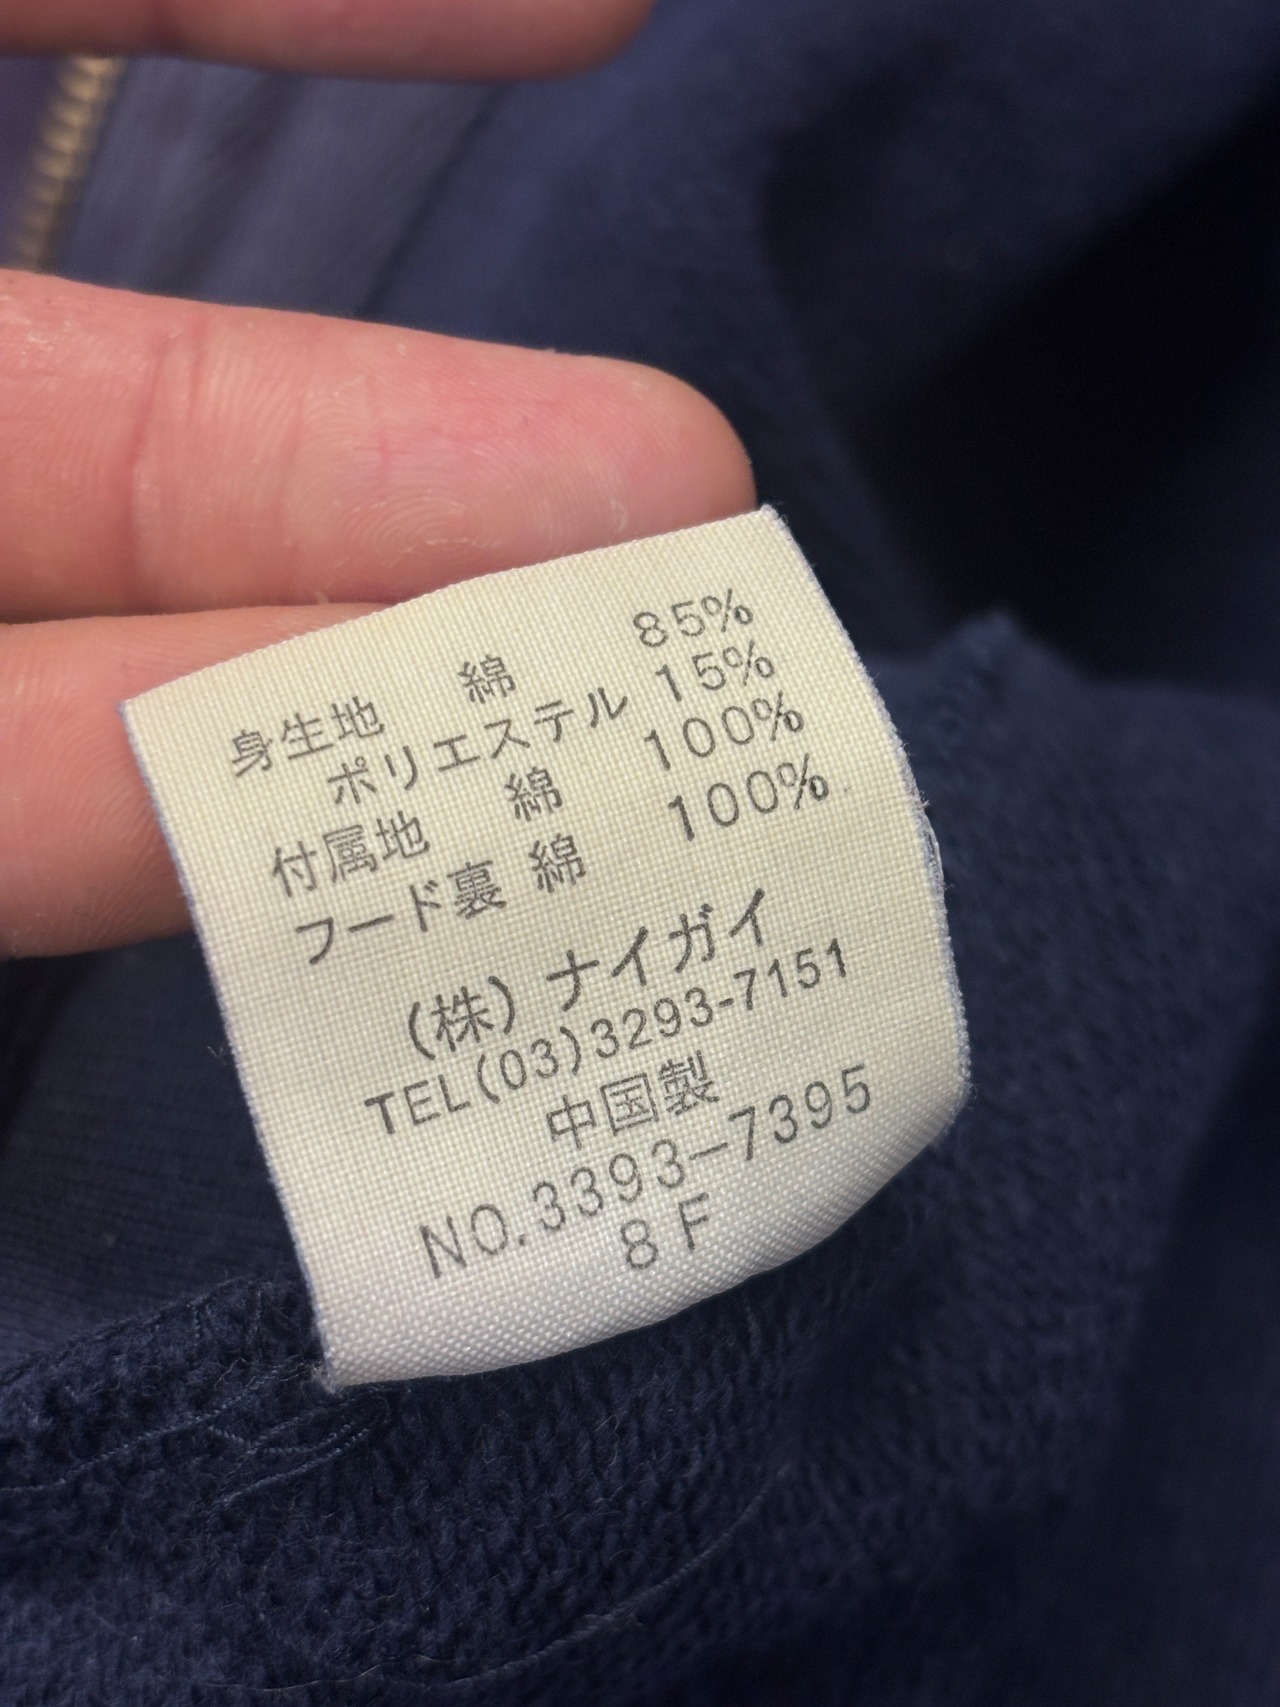 身生地 綿 85%
ポリエステル 15%
付属地 綿 100%
フード裏 綿 100%
(株) ナイガイ
TEL(03)3293-7151
中国製
NO.3393-7395
8F